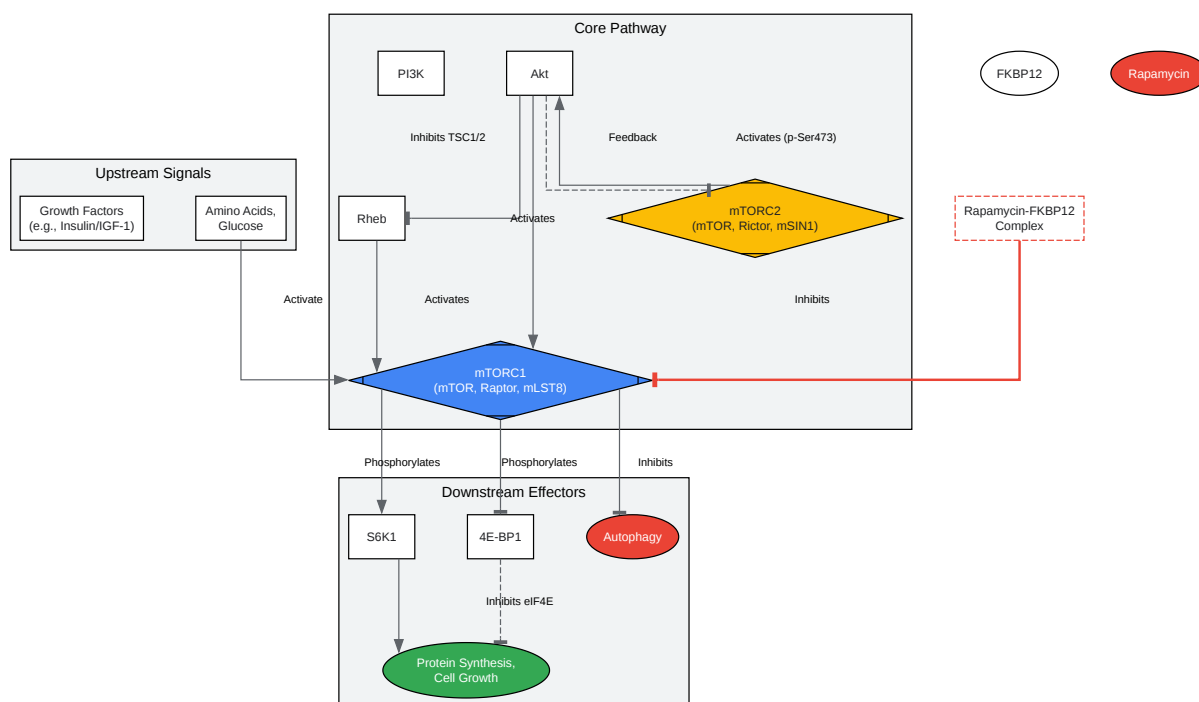 Core Pathway
PI3K
Akt
FKBP12
Rapamycin
Inhibits TSC1/2
Feedback
Activates (p-Ser473)
Upstream Signals
Growth Factors
(e.g., Insulin/IGF-1)
Amino Acids,
Glucose
Rheb
Activates
mTORC2
(mTOR, Rictor, mSIN1)
Rapamycin-FKBP12
Complex
Activate
Activates
Inhibits
mTORC1
(mTOR, Raptor, mLST8)
Phosphorylates
Phosphorylates
Inhibits
Downstream Effectors
S6K1
4E-BP1
Autophagy
Inhibits eIF4E
Protein Synthesis,
Cell Growth